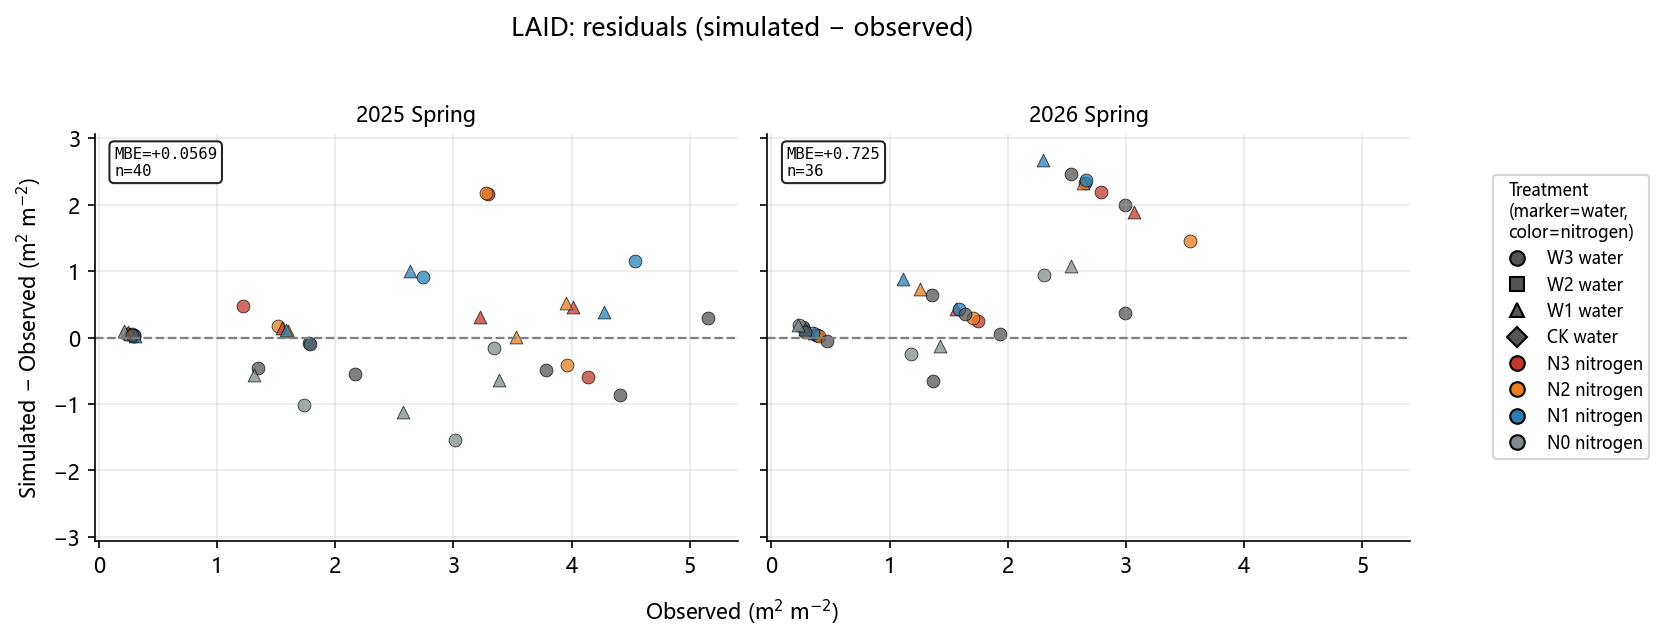 LAID: residuals (simulated − observed)
2025 Spring
2026 Spring
MBE=+0.0569
n=40
MBE=+0.725
n=36
3
2
1
0
−1
−2
−3
Simulated − Observed (m² m⁻²)
0 1 2 3 4 5
0 1 2 3 4 5
Observed (m² m⁻²)
Treatment
(marker=water,
color=nitrogen)
W3 water
W2 water
W1 water
CK water
N3 nitrogen
N2 nitrogen
N1 nitrogen
N0 nitrogen